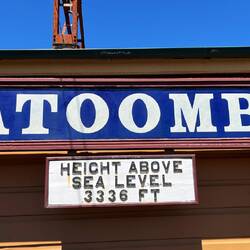 ATOOMB
HEIGHT ABOVE
SEA LEVEL
3336 FT